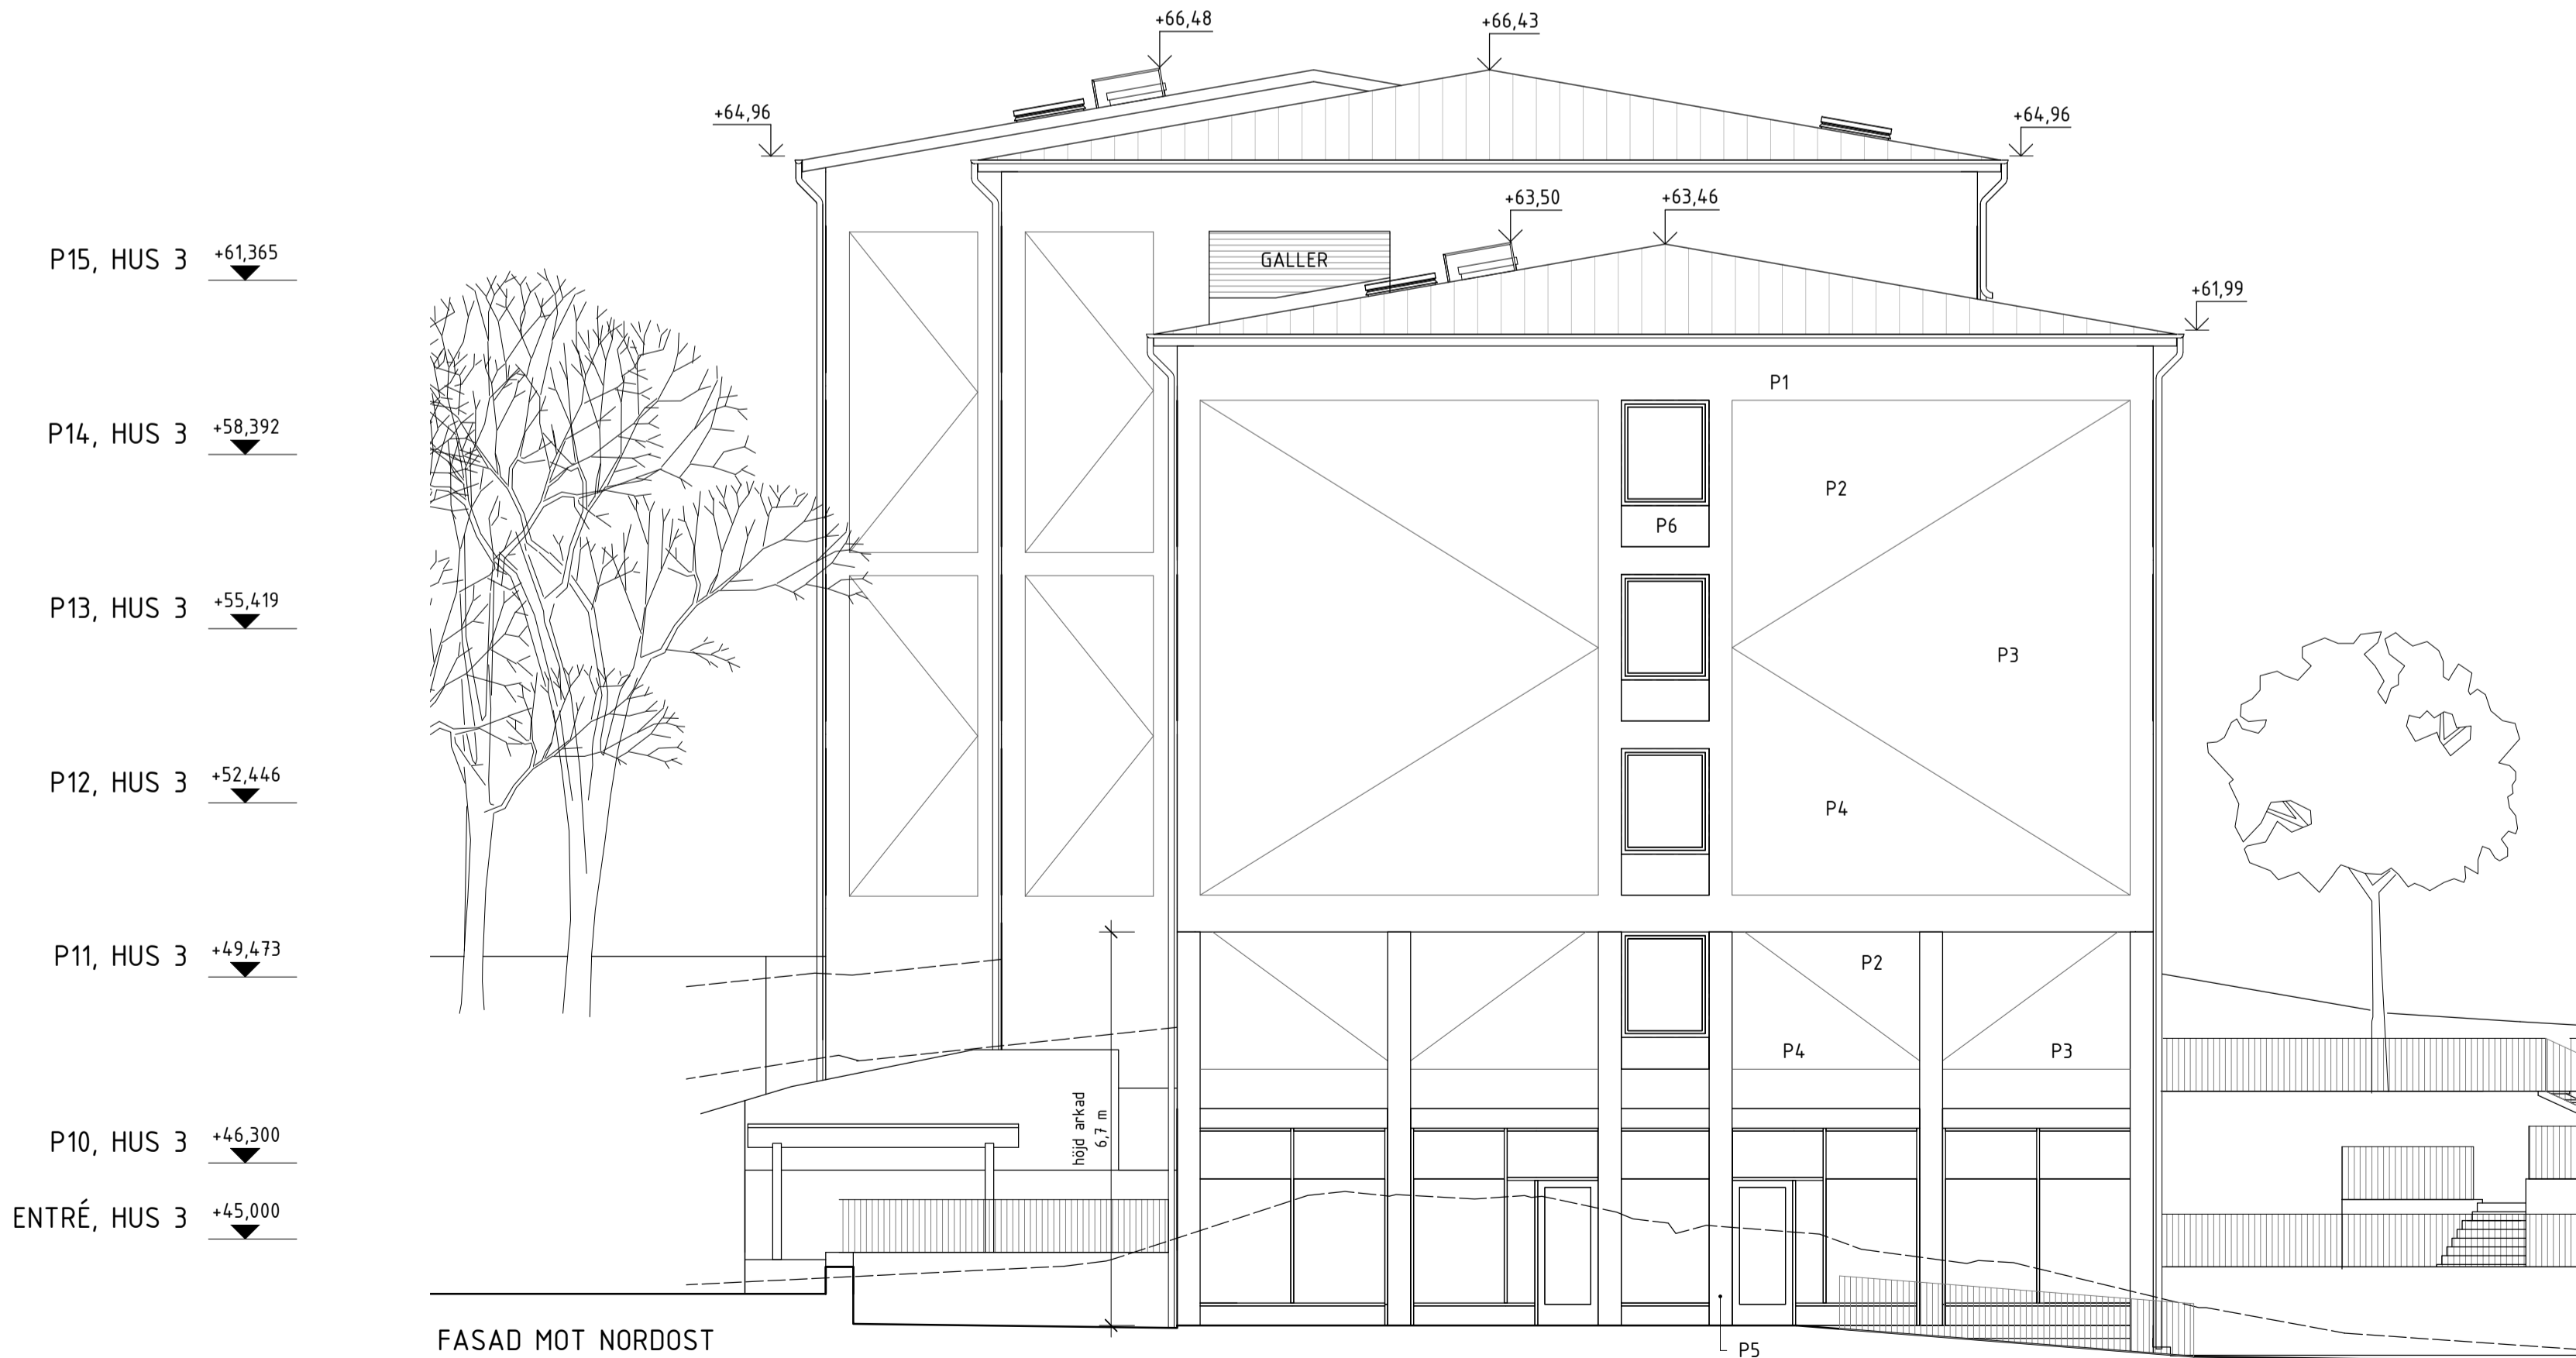 +66,48
+66,43
+64,96
+64,96
+63,50
+63,46
P15, HUS 3 +61,365
GALLER
+61,99
P1
P14, HUS 3 +58,392
P2
P6
P13, HUS 3 +55,419
P3
P12, HUS 3 +52,446
P4
P11, HUS 3 +49,473
P2
P4
P3
höjd arkad
6,7 m
P10, HUS 3 +46,300
ENTRÉ, HUS 3 +45,000
FASAD MOT NORDOST
P5